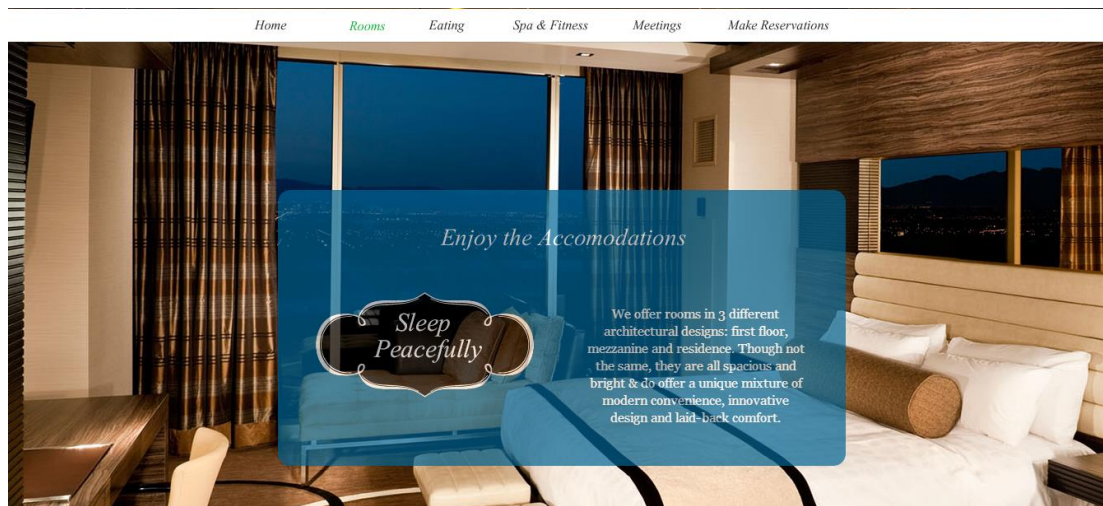 Home Rooms Eating Spa & Fitness Meetings Make Reservations
Enjoy the Accomodations
Sleep
Peacefully
We offer rooms in 3 different
architectural designs: first floor,
mezzanine and residence. Though not
the same, they are all spacious and
bright & do offer a unique mixture of
modern convenience, innovative
design and laid-back comfort.